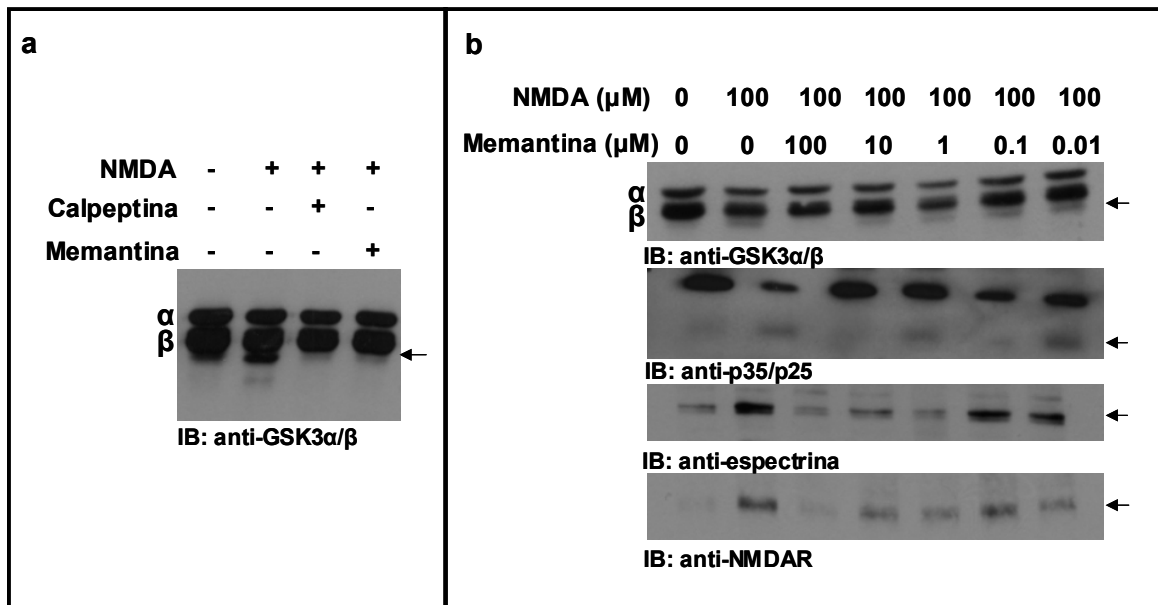 a
NMDA - + + +
Calpeptina - - + -
Memantina - - - +
α
β
IB: anti-GSK3α/β
b
NMDA (µM) 0 100 100 100 100 100 100
Memantina (µM) 0 0 100 10 1 0.1 0.01
α
β
IB: anti-GSK3α/β
IB: anti-p35/p25
IB: anti-espectrina
IB: anti-NMDAR